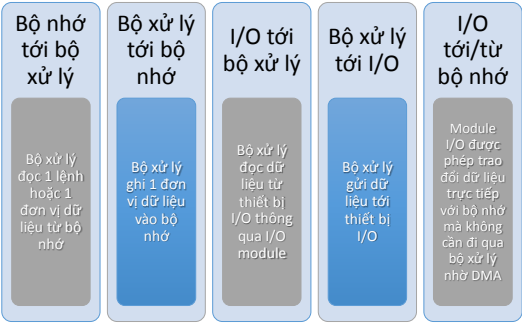 Bộ nhớ
tới bộ
xử lý
Bộ xử lý
đọc 1 lệnh
hoặc 1
đơn vị dữ
liệu từ bộ
nhớ
Bộ xử lý
tới bộ
nhớ
Bộ xử lý
ghi 1 đơn
vị dữ liệu
vào bộ
nhớ
I/O tới
bộ xử lý
Bộ xử lý
đọc dữ
liệu từ
thiết bị
I/O thông
qua I/O
module
Bộ xử lý
tới I/O
Bộ xử lý
gửi dữ
liệu tới
thiết bị
I/O
I/O
tới/từ
bộ nhớ
Module
I/O được
phép trao
đổi dữ liệu
trực tiếp
với bộ nhớ
mà không
cần đi qua
bộ xử lý
nhờ DMA